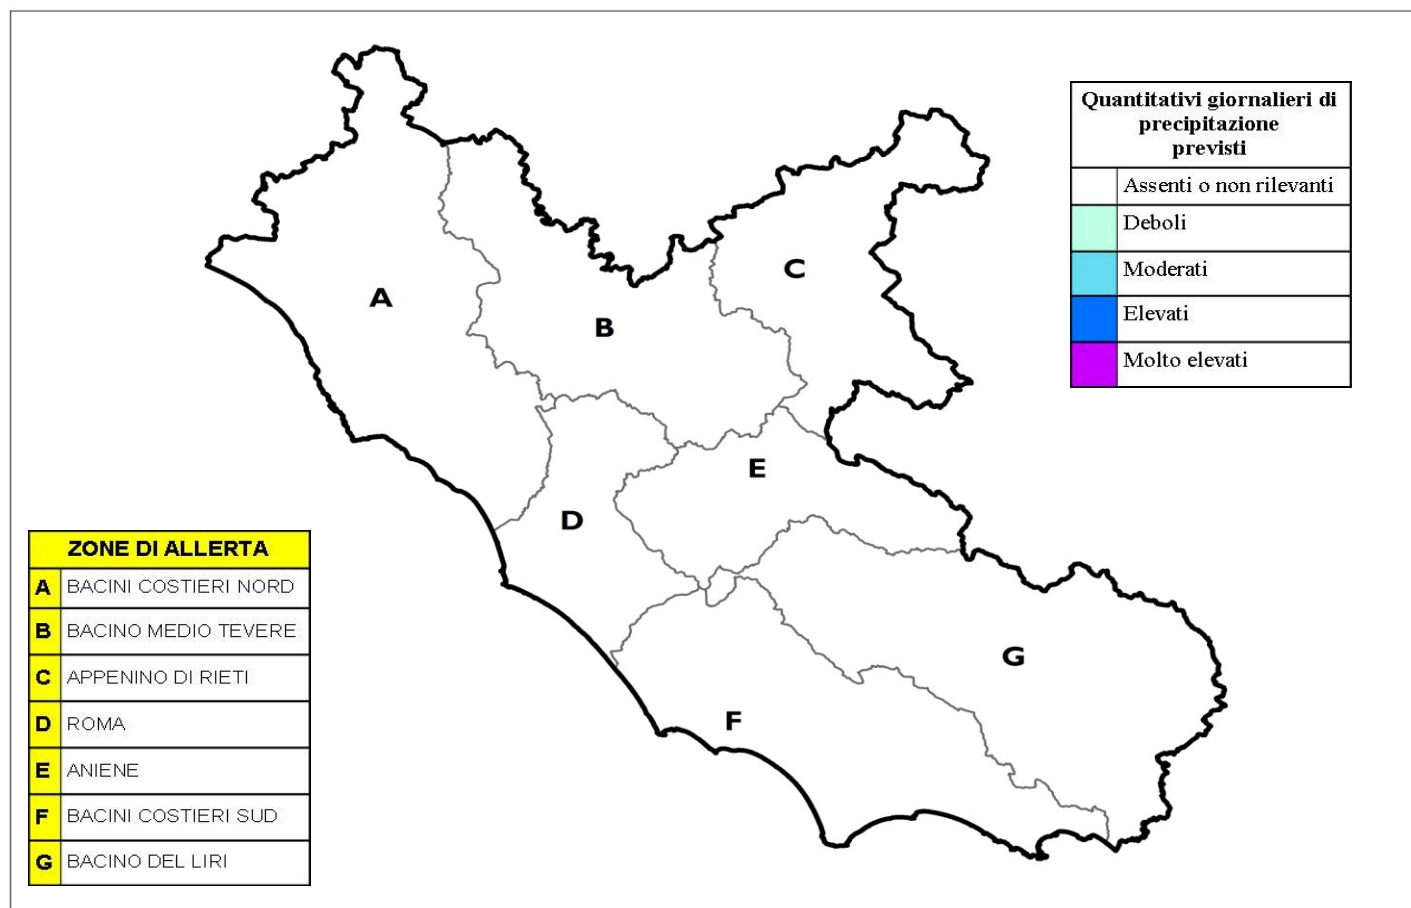 Quantitativi giornalieri di
precipitazione
previsti
Assenti o non rilevanti
Deboli
Moderati
Elevati
Molto elevati
A
B
C
D
E
F
G
ZONE DI ALLERTA
A BACINI COSTIERI NORD
B BACINO MEDIO TEVERE
C APPENINO DI RIETI
D ROMA
E ANIENE
F BACINI COSTIERI SUD
G BACINO DEL LIRI